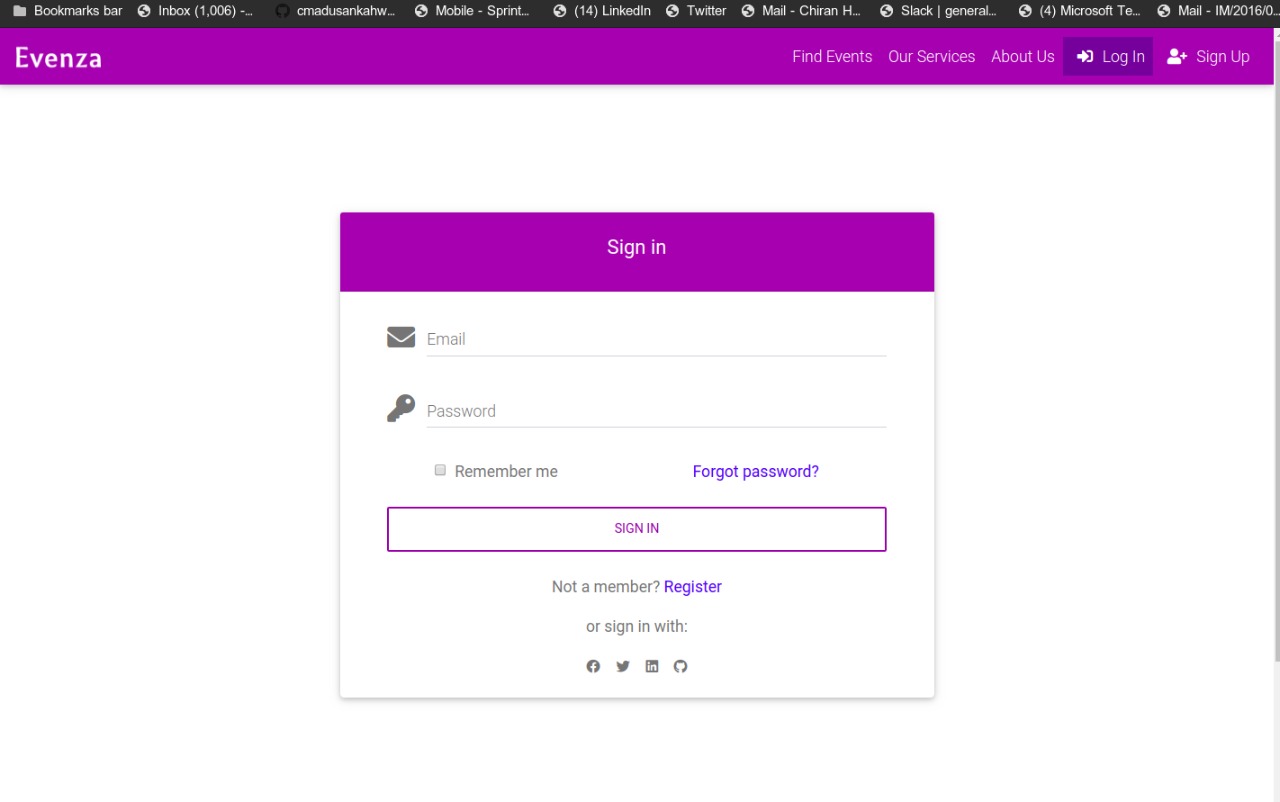 Bookmarks bar Inbox (1,006) -... cmadusankahw... Mobile - Sprint... (14) LinkedIn Twitter Mail - Chiran H... Slack | general... (4) Microsoft Te... Mail - IM/2016/0...
Evenza Find Events Our Services About Us Log In Sign Up
Sign in
Email
Password
Remember me Forgot password?
SIGN IN
Not a member? Register
or sign in with: